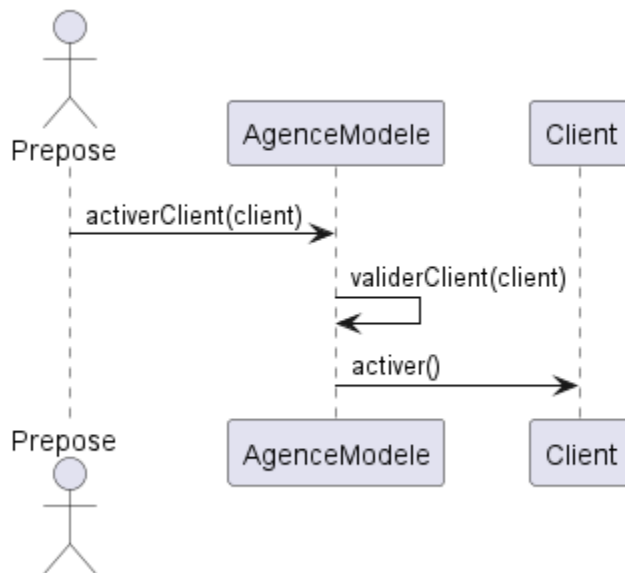 Prepose
AgenceModele
Client
activerClient(client)
validerClient(client)
activer()
Prepose
AgenceModele
Client